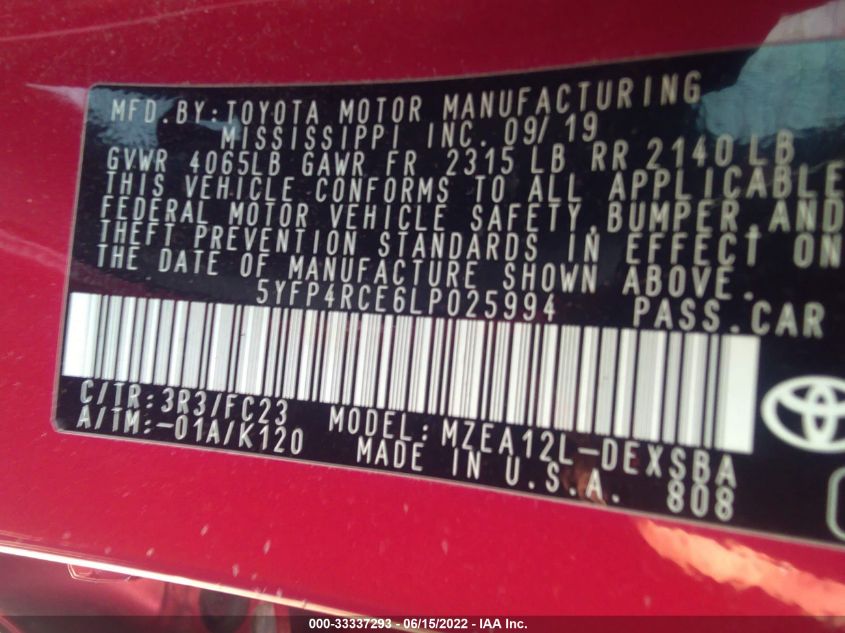 MFD.BY:TOYOTA MOTOR MANUFACTURING
MISSISSIPPI INC. 09/19
GVWR 4065LB GAWR FR 2315 LB RR 2140 LB
THIS VEHICLE CONFORMS TO ALL APPLICABLE
FEDERAL MOTOR VEHICLE SAFETY,BUMPER,AND
THEFT PREVENTION STANDARDS IN EFFECT ON
THE DATE OF MANUFACTURE SHOWN ABOVE.
5YFP4RCE6LP025994 PASS.CAR
C/TR:3R3/FC23 MODEL:MZEA12L-DEXSBA
A/TM:-01A/K120 MADE IN U.S.A. 808
000-33337293 - 06/15/2022 - IAA Inc.